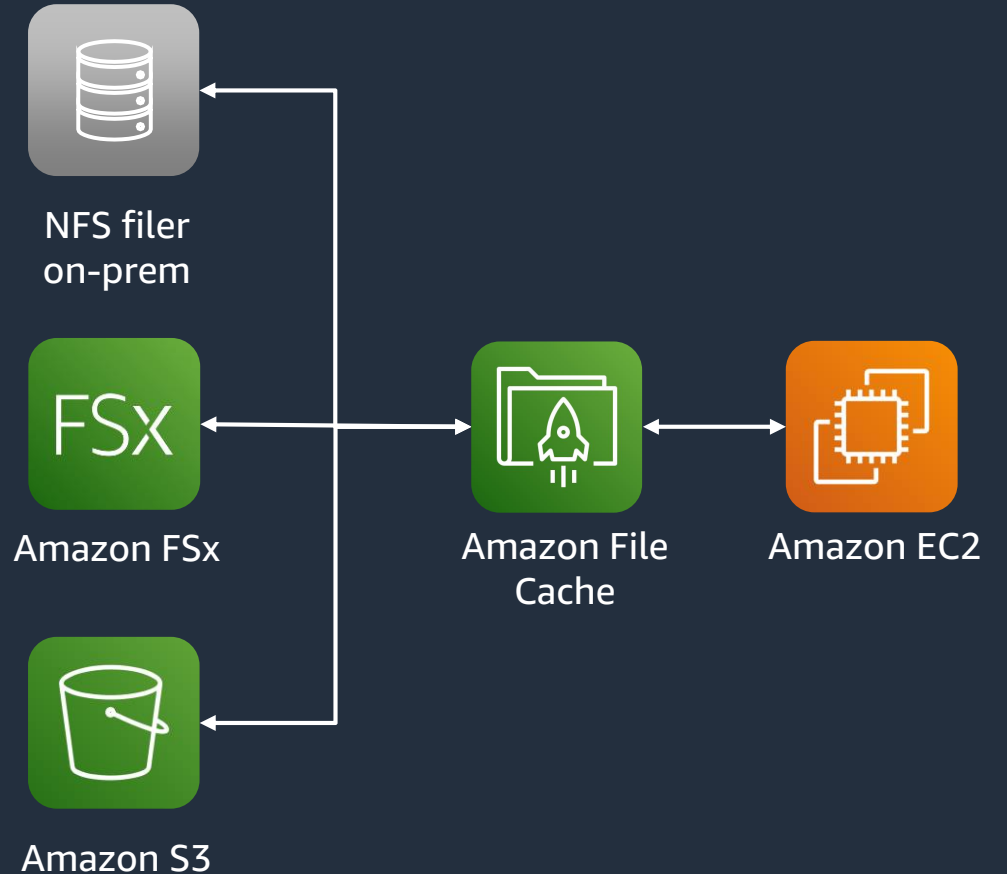 NFS filer
on-prem
FSx
Amazon FSx
Amazon File
Cache
Amazon EC2
Amazon S3